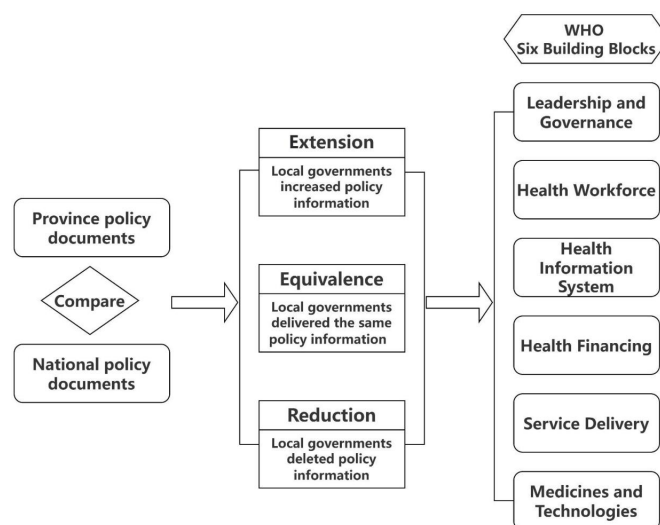 Province policy
documents
Compare
National policy
documents
Extension
Local governments
increased policy
information
Equivalence
Local governments
delivered the same
policy information
Reduction
Local governments
deleted policy
information
WHO
Six Building Blocks
Leadership and
Governance
Health Workforce
Health
Information
System
Health Financing
Service Delivery
Medicines and
Technologies